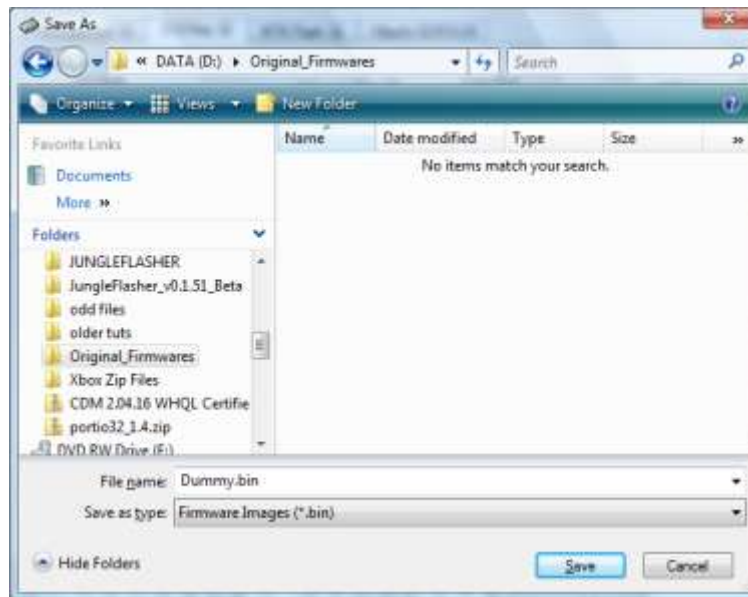 Save As
« DATA (D:) ▸ Original_Firmwares
Search
Organize
Views
New Folder
Favorite Links
Name
Date modified
Type
Size
»
No items match your search.
Documents
More »
Folders
JUNGLEFLASHER
JungleFlasher_v0.1.51_Beta
odd files
older tuts
Original_Firmwares
Xbox Zip Files
CDM 2.04.16 WHQL Certifie
portio32_1.4.zip
DVD RW Drive (E:)
File name: Dummy.bin
Save as type: Firmware Images (*.bin)
Hide Folders
Save
Cancel